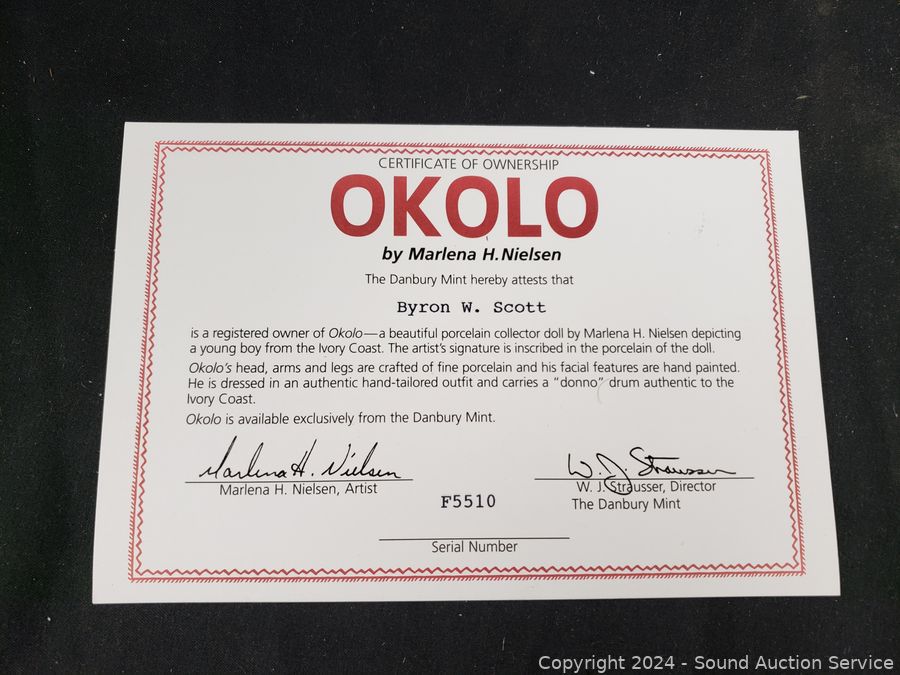 CERTIFICATE OF OWNERSHIP
OKOLO
by Marlena H. Nielsen
The Danbury Mint hereby attests that
Byron W. Scott
is a registered owner of Okolo—a beautiful porcelain collector doll by Marlena H. Nielsen depicting
a young boy from the Ivory Coast. The artist's signature is inscribed in the porcelain of the doll.
Okolo's head, arms and legs are crafted of fine porcelain and his facial features are hand painted.
He is dressed in an authentic hand-tailored outfit and carries a "donno" drum authentic to the
Ivory Coast.
Okolo is available exclusively from the Danbury Mint.
Marlena H. Nielsen
Marlena H. Nielsen, Artist
W. J. Strausser
W. J. Strausser, Director
The Danbury Mint
F5510
Serial Number
Copyright 2024 - Sound Auction Service